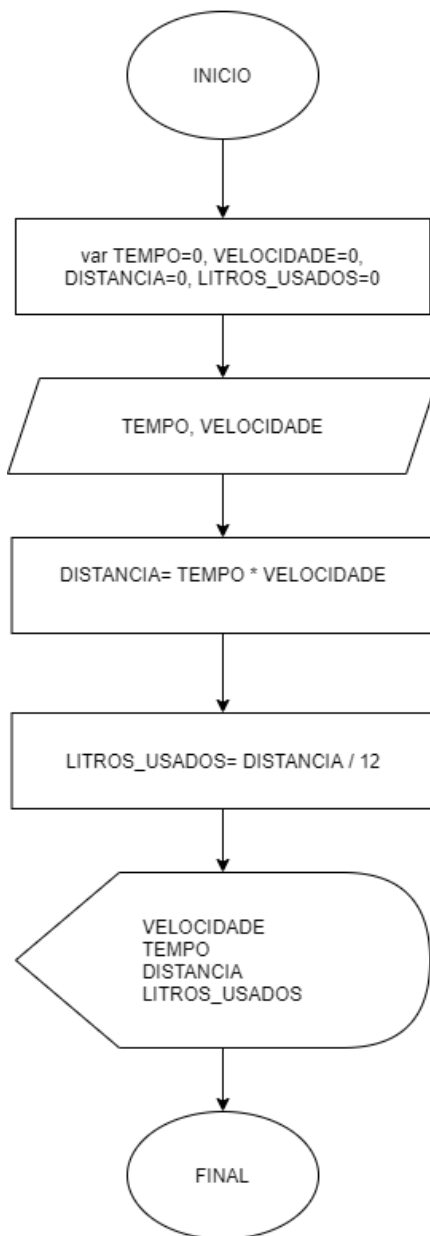 INICIO
var TEMPO=0, VELOCIDADE=0,
DISTANCIA=0, LITROS_USADOS=0
TEMPO, VELOCIDADE
DISTANCIA= TEMPO * VELOCIDADE
LITROS_USADOS= DISTANCIA / 12
VELOCIDADE
TEMPO
DISTANCIA
LITROS_USADOS
FINAL